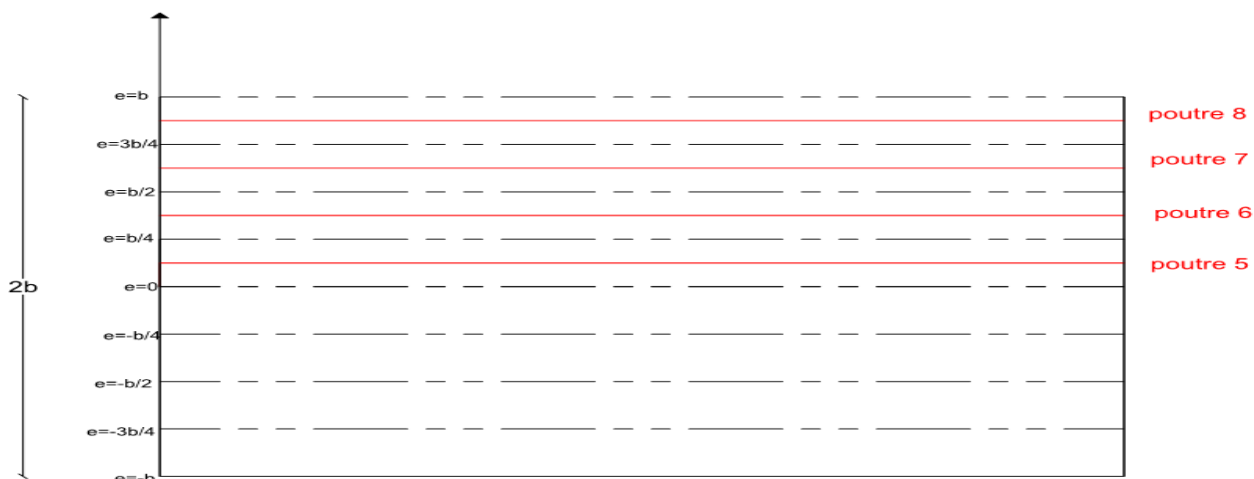 e=b
poutre 8
e=3b/4
poutre 7
e=b/2
poutre 6
e=b/4
poutre 5
2b
e=0
e=-b/4
e=-b/2
e=-3b/4
e=-b